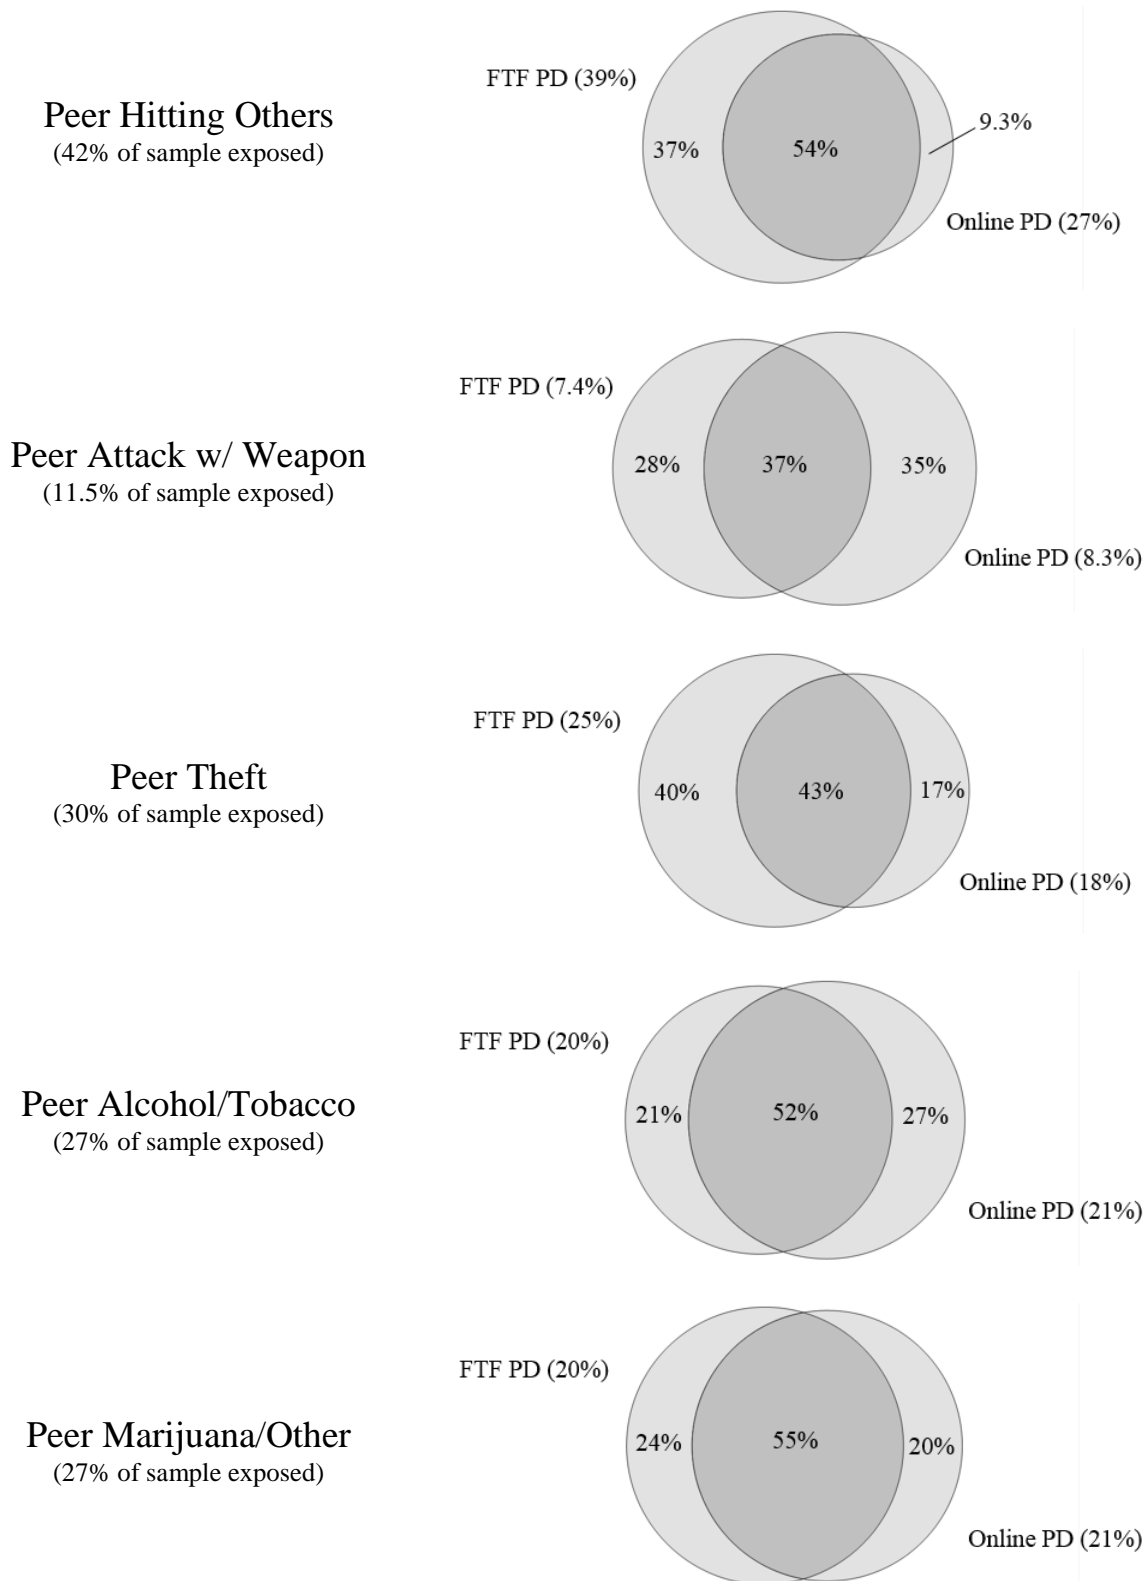 Peer Hitting Others
(42% of sample exposed)
FTF PD (39%)
37%
54%
9.3%
Online PD (27%)
Peer Attack w/ Weapon
(11.5% of sample exposed)
FTF PD (7.4%)
28%
37%
35%
Online PD (8.3%)
Peer Theft
(30% of sample exposed)
FTF PD (25%)
40%
43%
17%
Online PD (18%)
Peer Alcohol/Tobacco
(27% of sample exposed)
FTF PD (20%)
21%
52%
27%
Online PD (21%)
Peer Marijuana/Other
(27% of sample exposed)
FTF PD (20%)
24%
55%
20%
Online PD (21%)